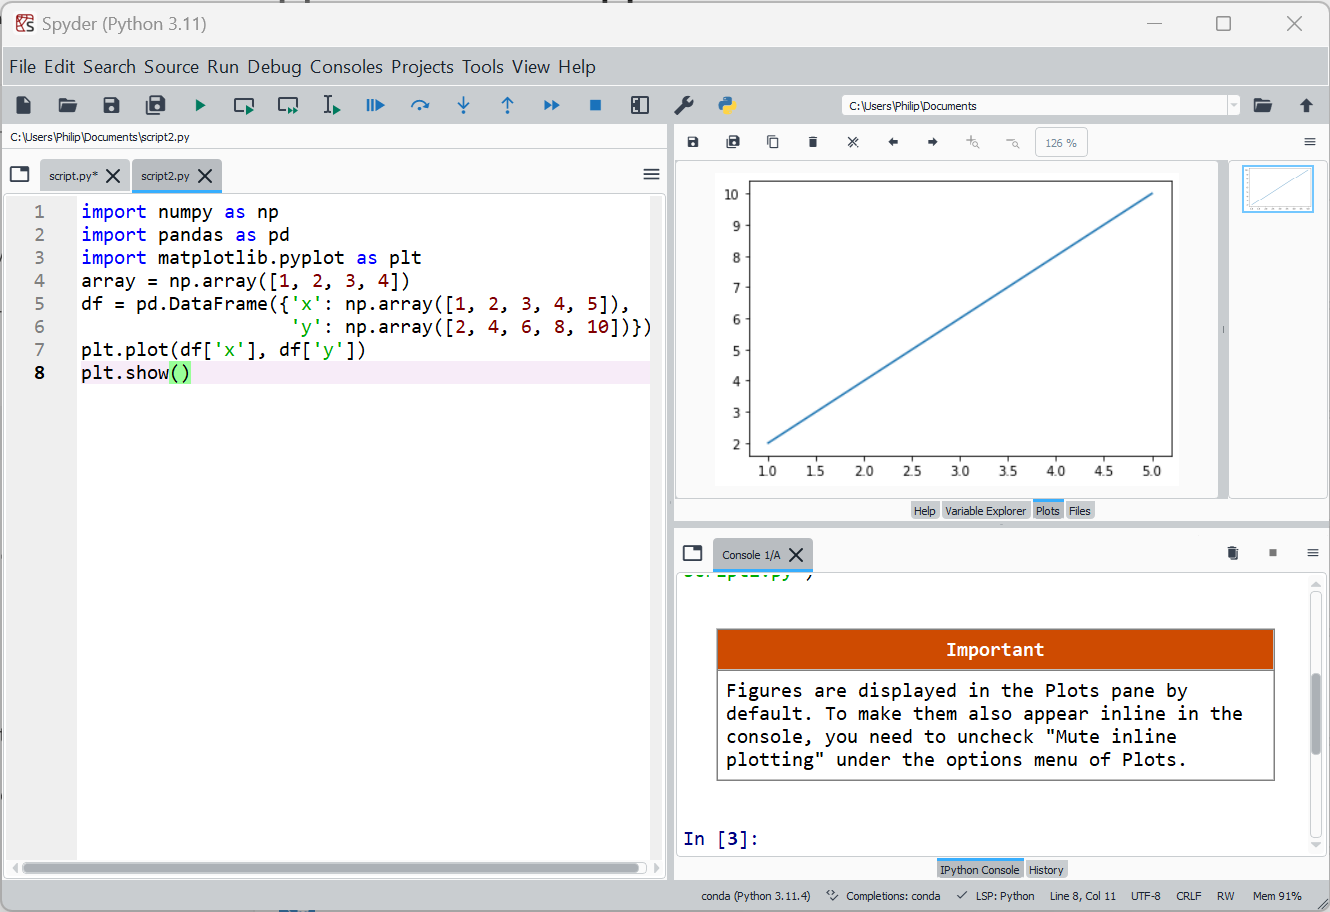 Spyder (Python 3.11)
File Edit Search Source Run Debug Consoles Projects Tools View Help
C:\Users\Philip\Documents
C:\Users\Philip\Documents\script2.py
script.py*
script2.py
1 import numpy as np
2 import pandas as pd
3 import matplotlib.pyplot as plt
4 array = np.array([1, 2, 3, 4])
5 df = pd.DataFrame({'x': np.array([1, 2, 3, 4, 5]),
6 'y': np.array([2, 4, 6, 8, 10])})
7 plt.plot(df['x'], df['y'])
8 plt.show()
126 %
10
9
8
7
6
5
4
3
2
1.0 1.5 2.0 2.5 3.0 3.5 4.0 4.5 5.0
Help Variable Explorer Plots Files
Console 1/A
Important
Figures are displayed in the Plots pane by
default. To make them also appear inline in the
console, you need to uncheck "Mute inline
plotting" under the options menu of Plots.
In [3]:
IPython Console History
conda (Python 3.11.4) Completions: conda LSP: Python Line 8, Col 11 UTF-8 CRLF RW Mem 91%